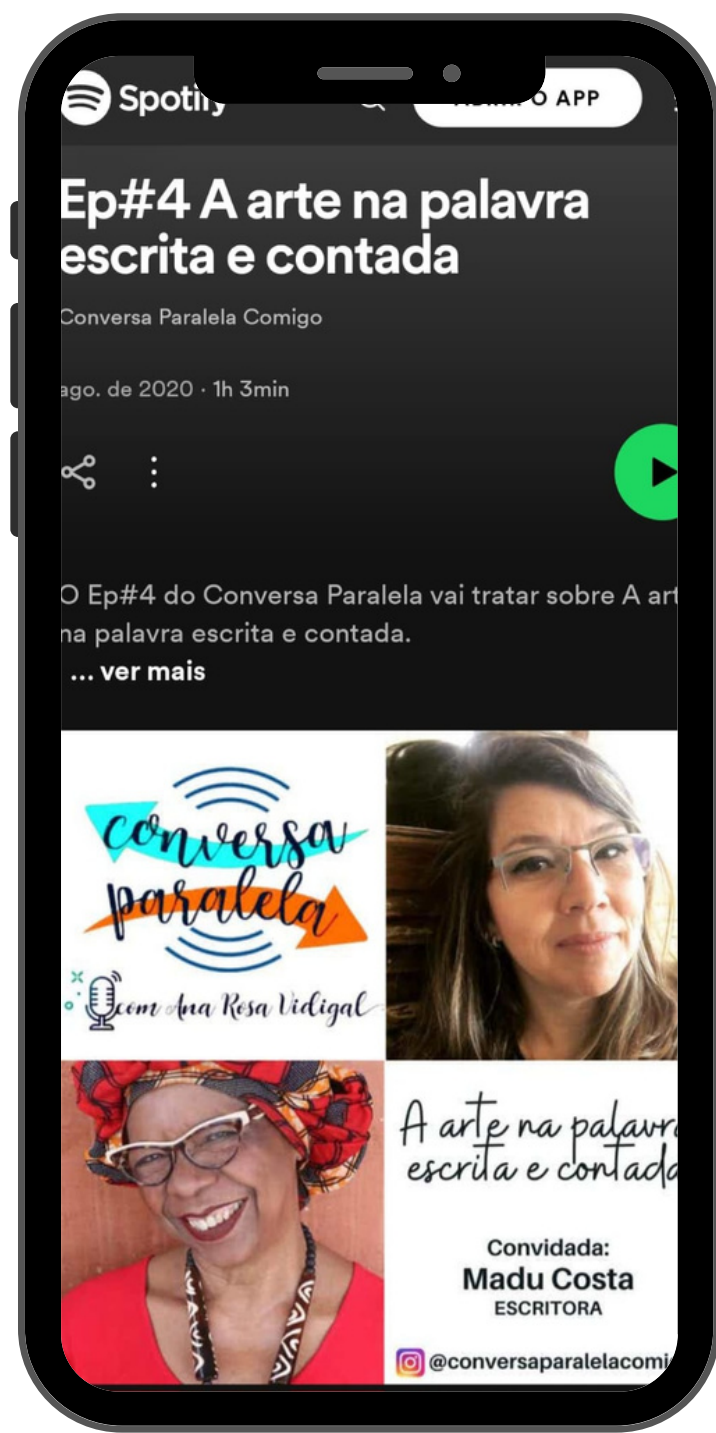 Spotify
O APP
Ep#4 A arte na palavra
escrita e contada
Conversa Paralela Comigo
ago. de 2020 · 1h 3min
O Ep#4 do Conversa Paralela vai tratar sobre A art
na palavra escrita e contada.
... ver mais
conversa
paralela
com Ana Rosa Vidigal
A arte na palavra
escrita e contada
Convidada:
Madu Costa
ESCRITORA
@conversaparalelacomi